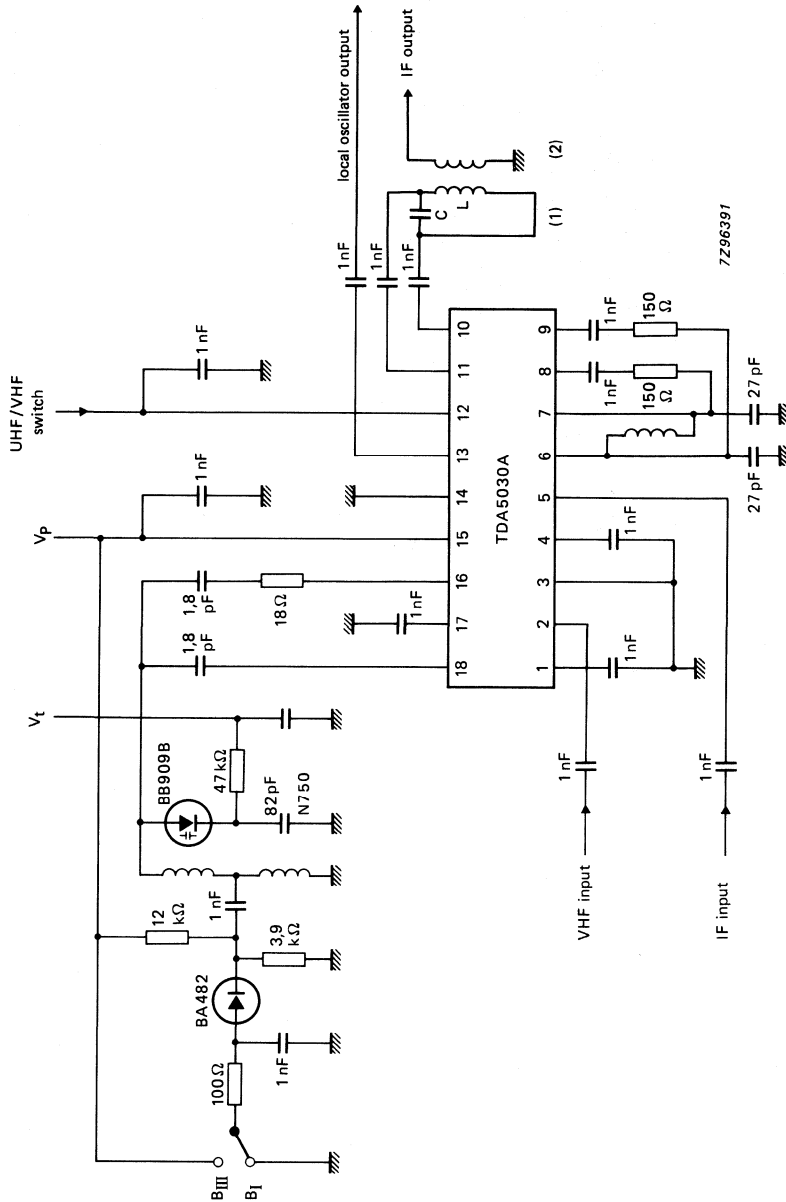 UHF/VHF
switch
VP
Vt
1 nF
1 nF
local oscillator output
IF output
1 nF
1 nF
1 nF
C
L
(1)
(2)
BB909B
47 kΩ
82pF
N750
1,8
pF
1,8
pF
18Ω
1 nF
12
kΩ
1 nF
3,9
kΩ
BA482
100Ω
1nF
BIII
BI
18
17
16
15
14
13
12
11
10
TDA5030A
1
2
3
4
5
6
7
8
9
1 nF
1 nF
1 nF
150
Ω
1 nF
150
Ω
27 pF
27 pF
1 nF
VHF input
1 nF
IF input
7Z96391